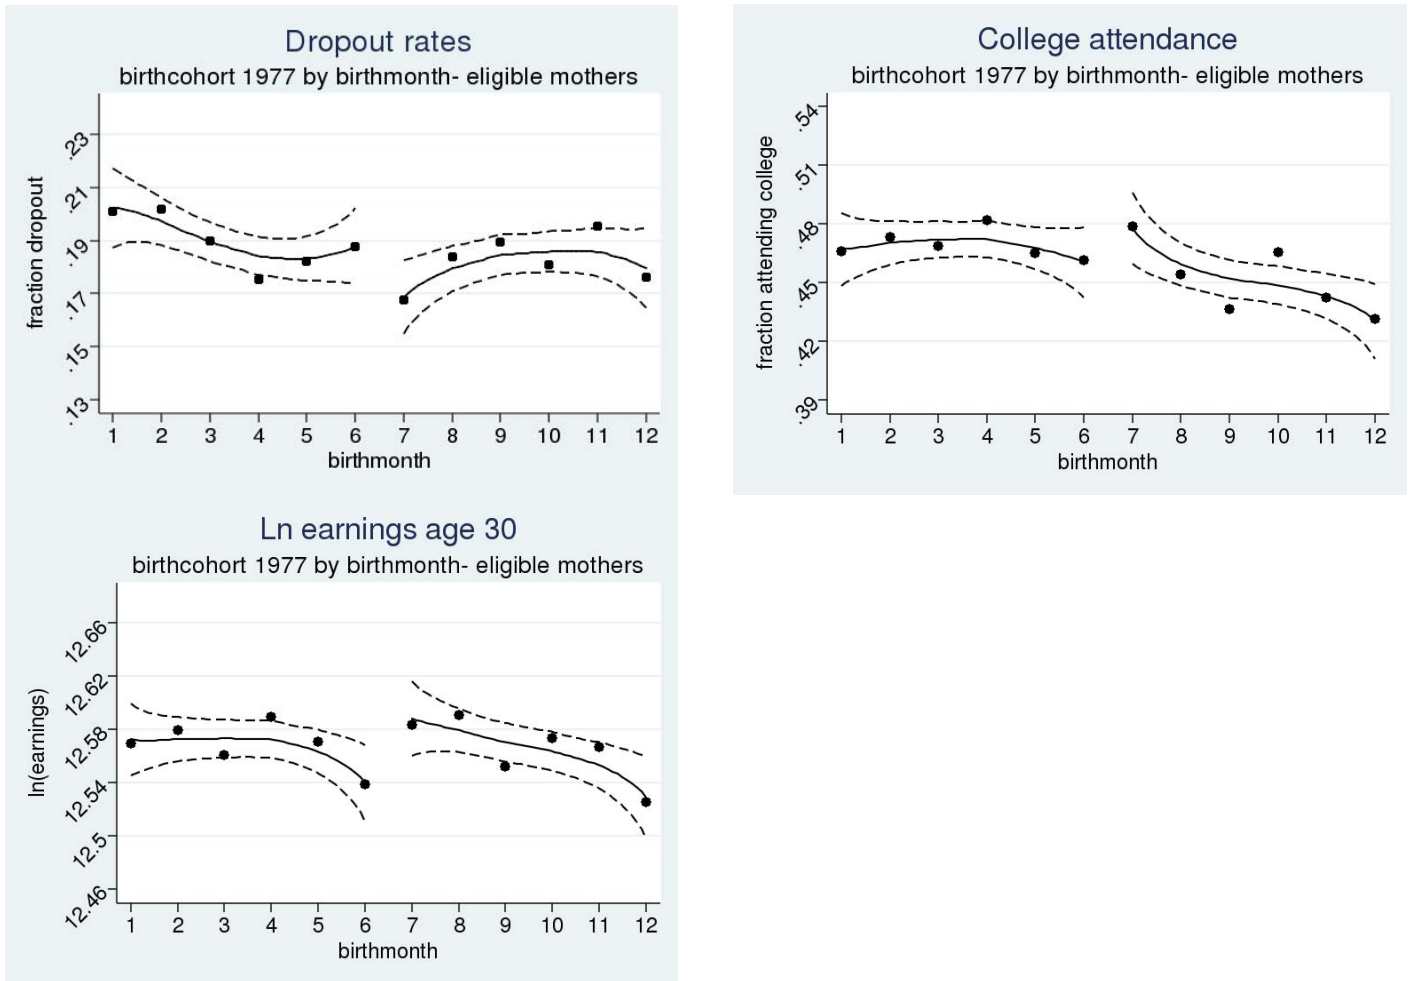 Dropout rates
birthcohort 1977 by birthmonth- eligible mothers
fraction dropout
.23
.21
.19
.17
.15
.13
1 2 3 4 5 6 7 8 9 10 11 12
birthmonth
College attendance
birthcohort 1977 by birthmonth- eligible mothers
fraction attending college
.54
.51
.48
.45
.42
.39
1 2 3 4 5 6 7 8 9 10 11 12
birthmonth
Ln earnings age 30
birthcohort 1977 by birthmonth- eligible mothers
ln(earnings)
12.66
12.62
12.58
12.54
12.5
12.46
1 2 3 4 5 6 7 8 9 10 11 12
birthmonth